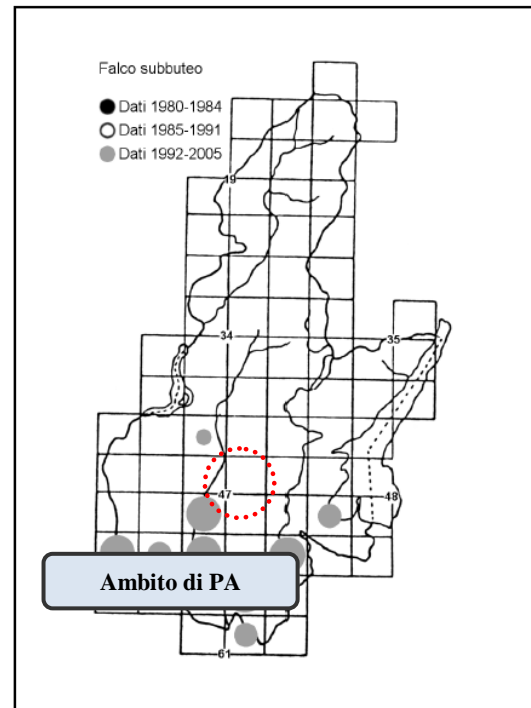 Falco subbuteo
Dati 1980-1984
Dati 1985-1991
Dati 1992-2005
19
34
35
47
48
Ambito di PA
61